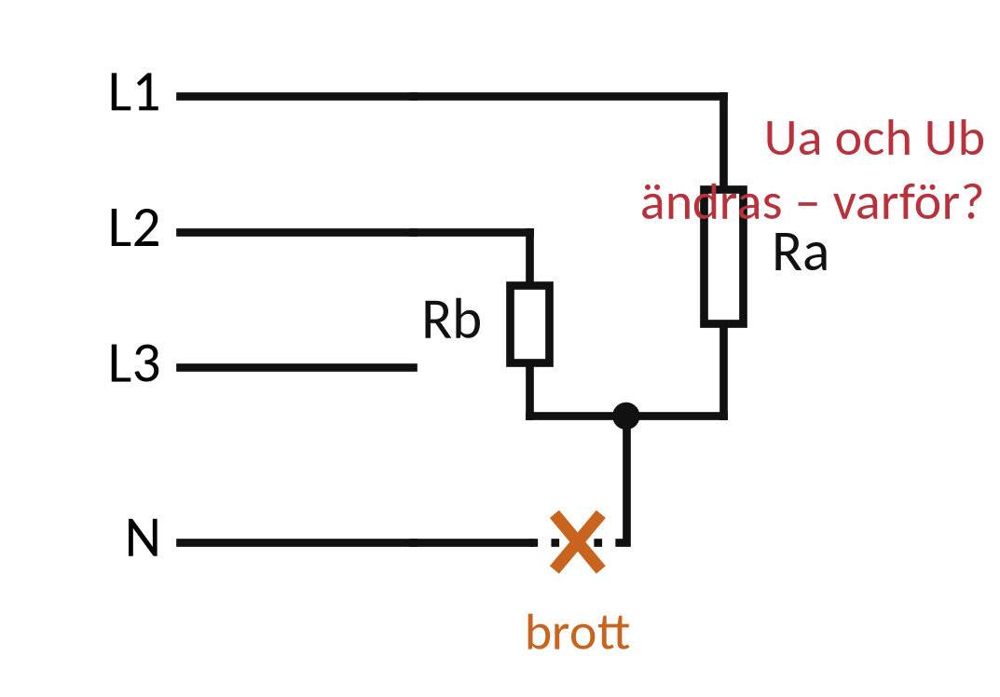 L1
Ua och Ub
ändras – varför?
L2
Ra
Rb
L3
N
brott